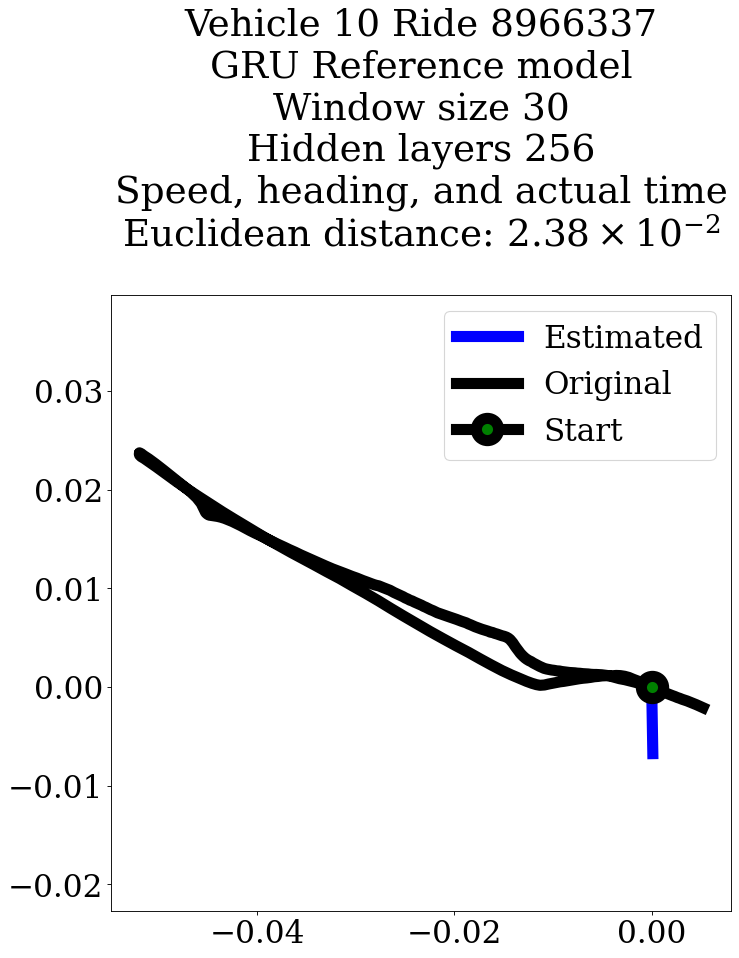 Vehicle 10 Ride 8966337
GRU Reference model
Window size 30
Hidden layers 256
Speed, heading, and actual time
Euclidean distance: 2.38 × 10⁻²
Estimated
Original
Start
0.03
0.02
0.01
0.00
−0.01
−0.02
−0.04
−0.02
0.00